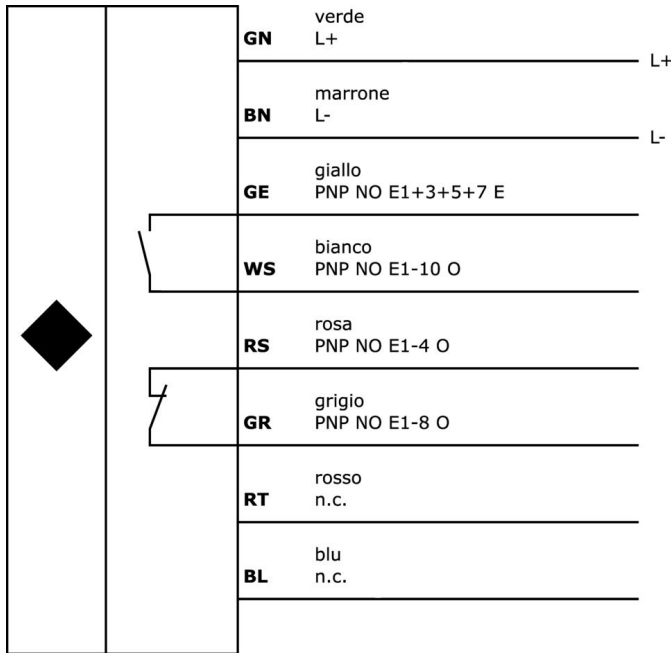 verde
GN L+
L+
marrone
BN L-
L-
giallo
GE PNP NO E1+3+5+7 E
bianco
WS PNP NO E1-10 O
rosa
RS PNP NO E1-4 O
grigio
GR PNP NO E1-8 O
rosso
RT n.c.
blu
BL n.c.